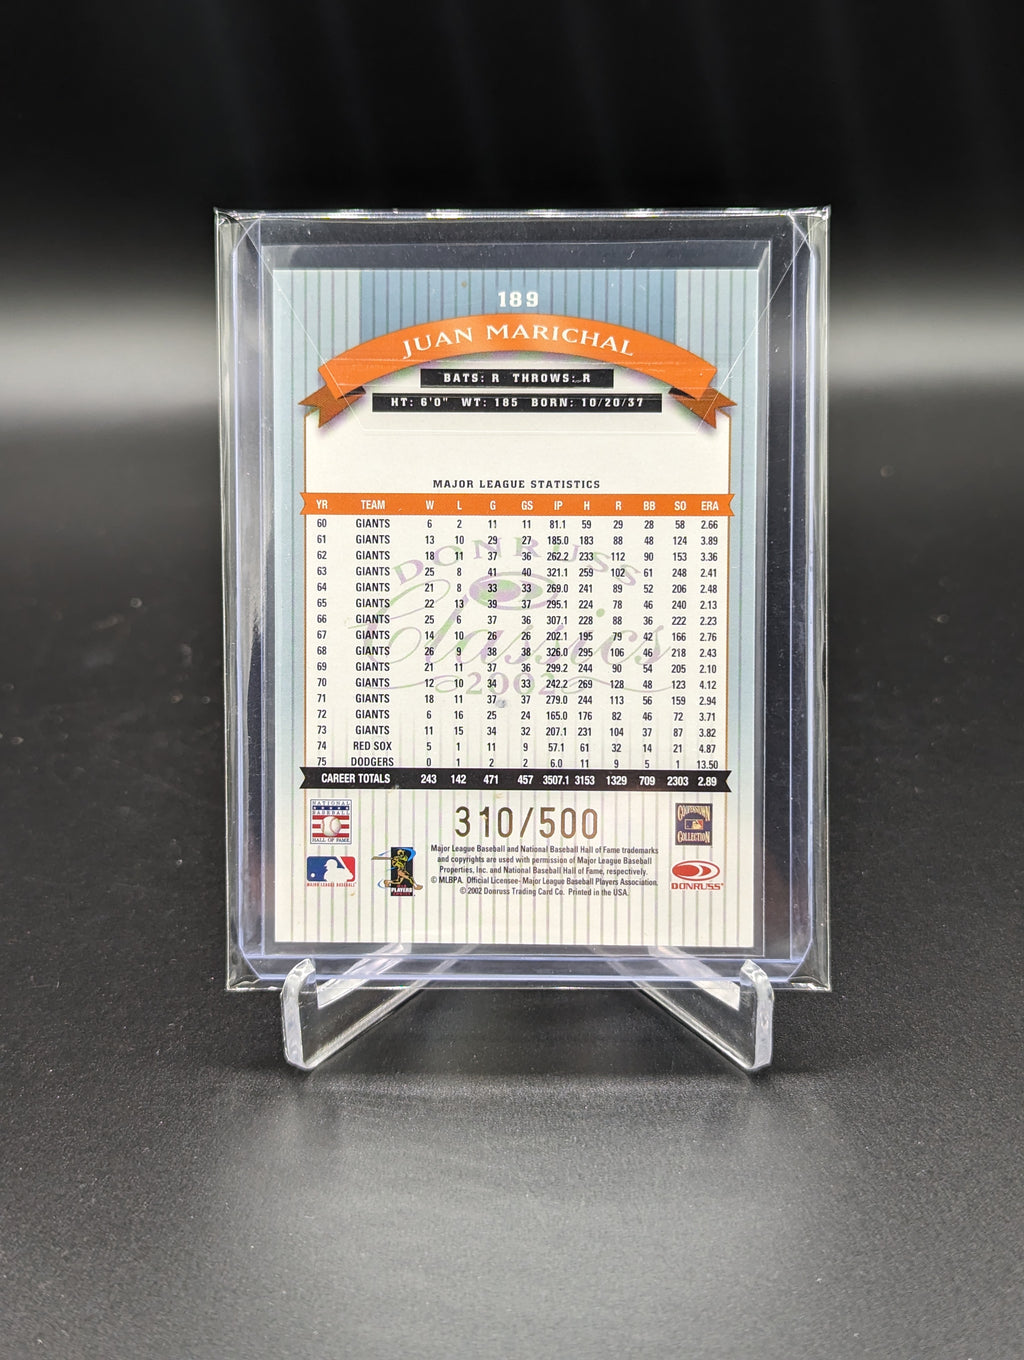 189
JUAN MARICHAL
BATS: R THROWS: R
HT: 6'0" WT: 185 BORN: 10/20/37
MAJOR LEAGUE STATISTICS
YR TEAM W L G GS IP H R BB SO ERA
60 GIANTS 6 2 11 11 81.1 59 29 28 58 2.66
61 GIANTS 13 10 29 27 185.0 183 88 48 124 3.89
62 GIANTS 18 11 37 36 262.2 233 112 90 153 3.36
63 GIANTS 25 8 41 40 321.1 259 102 61 248 2.41
64 GIANTS 21 8 33 33 269.0 241 89 52 206 2.48
65 GIANTS 22 13 39 37 295.1 224 78 46 240 2.13
66 GIANTS 25 6 37 36 307.1 228 88 36 222 2.23
67 GIANTS 14 10 26 26 202.1 195 79 42 166 2.76
68 GIANTS 26 9 38 38 326.0 295 106 46 218 2.43
69 GIANTS 21 11 37 36 299.2 244 90 54 205 2.10
70 GIANTS 12 10 34 33 242.2 269 128 48 123 4.12
71 GIANTS 18 11 37 37 279.0 244 113 56 159 2.94
72 GIANTS 6 16 25 24 165.0 176 82 46 72 3.71
73 GIANTS 11 15 34 32 207.1 231 104 37 87 3.82
74 RED SOX 5 1 11 9 57.1 61 32 14 21 4.87
75 DODGERS 0 1 2 2 6.0 11 9 5 1 13.50
CAREER TOTALS 243 142 471 457 3507.1 3153 1329 709 2303 2.89
DONRUSS
Classics
2002
NATIONAL
BASEBALL
HALL OF FAME
310/500
COOPERSTOWN
COLLECTION
Major League Baseball and National Baseball Hall of Fame trademarks
and copyrights are used with permission of Major League Baseball
Properties, Inc. and National Baseball Hall of Fame, respectively.
© MLBPA. Official Licensee- Major League Baseball Players Association.
© 2002 Donruss Trading Card Co. Printed in the USA.
MAJOR LEAGUE BASEBALL
PLAYERS
DONRUSS